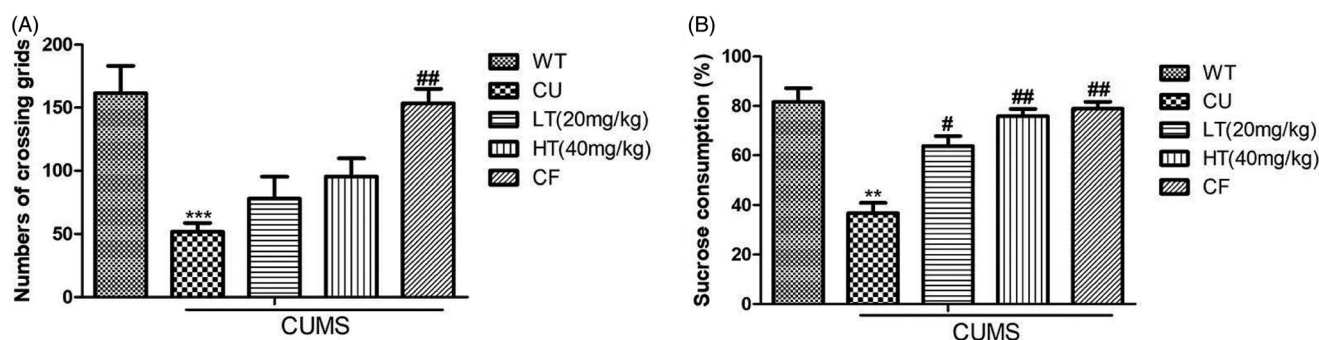 (A)
Numbers of crossing grids
200
150
100
50
0
***
##
CUMS
WT
CU
LT(20mg/kg)
HT(40mg/kg)
CF
(B)
Sucrose consumption (%)
100
80
60
40
20
0
**
#
##
##
CUMS
WT
CU
LT(20mg/kg)
HT(40mg/kg)
CF